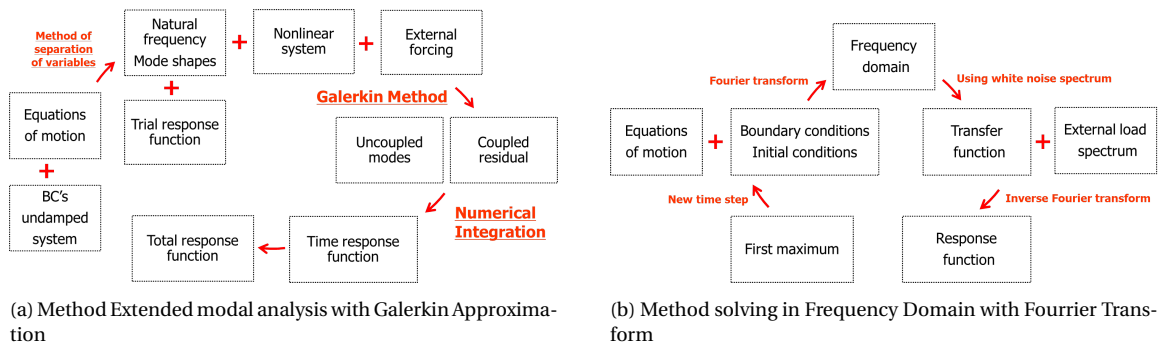 Method of
separation
of variables
Natural
frequency
Mode shapes
+
Nonlinear
system
+
External
forcing
+
Trial response
function
Galerkin Method
Equations
of motion
+
BC's
undamped
system
Uncoupled
modes
Coupled
residual
Numerical
Integration
Time response
function
Total response
function
(a) Method Extended modal analysis with Galerkin Approxima-
tion
Frequency
domain
Fourier transform
Using white noise spectrum
Equations
of motion
+
Boundary conditions
Initial conditions
Transfer
function
+
External load
spectrum
New time step
Inverse Fourier transform
First maximum
Response
function
(b) Method solving in Frequency Domain with Fourrier Trans-
form